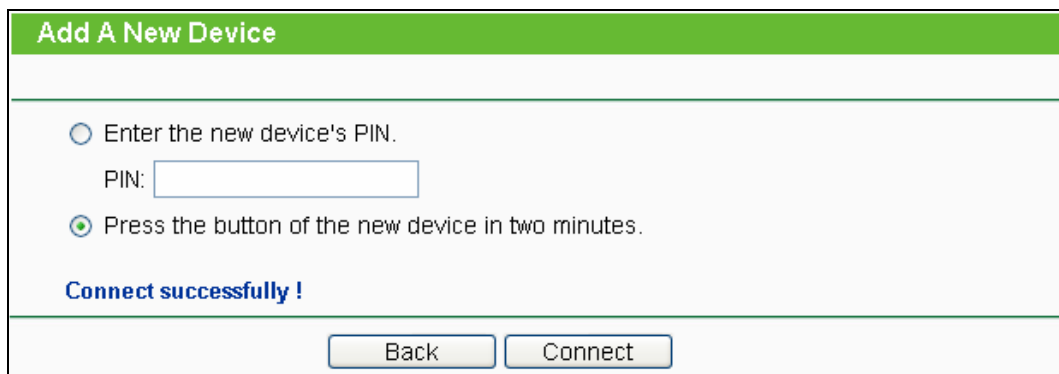 Add A New Device
Enter the new device's PIN.
PIN:
Press the button of the new device in two minutes.
Connect successfully !
Back Connect